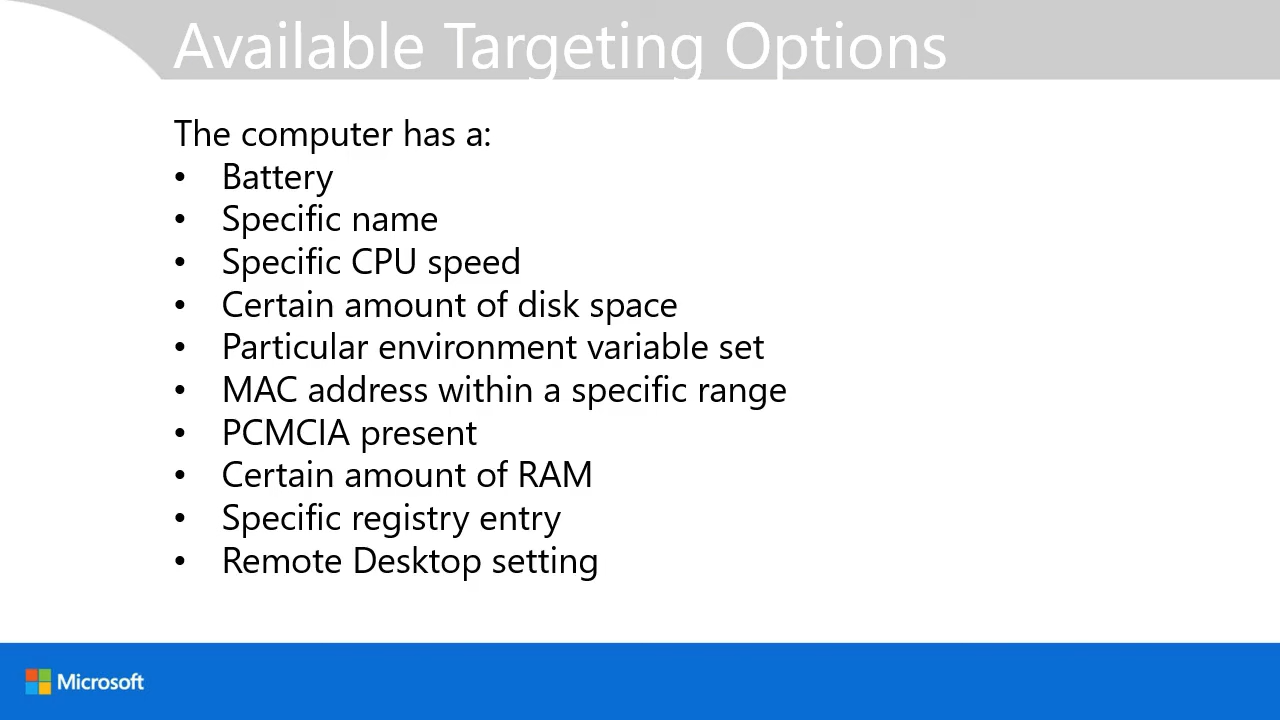 Available Targeting Options
The computer has a:
• Battery
• Specific name
• Specific CPU speed
• Certain amount of disk space
• Particular environment variable set
• MAC address within a specific range
• PCMCIA present
• Certain amount of RAM
• Specific registry entry
• Remote Desktop setting
Microsoft